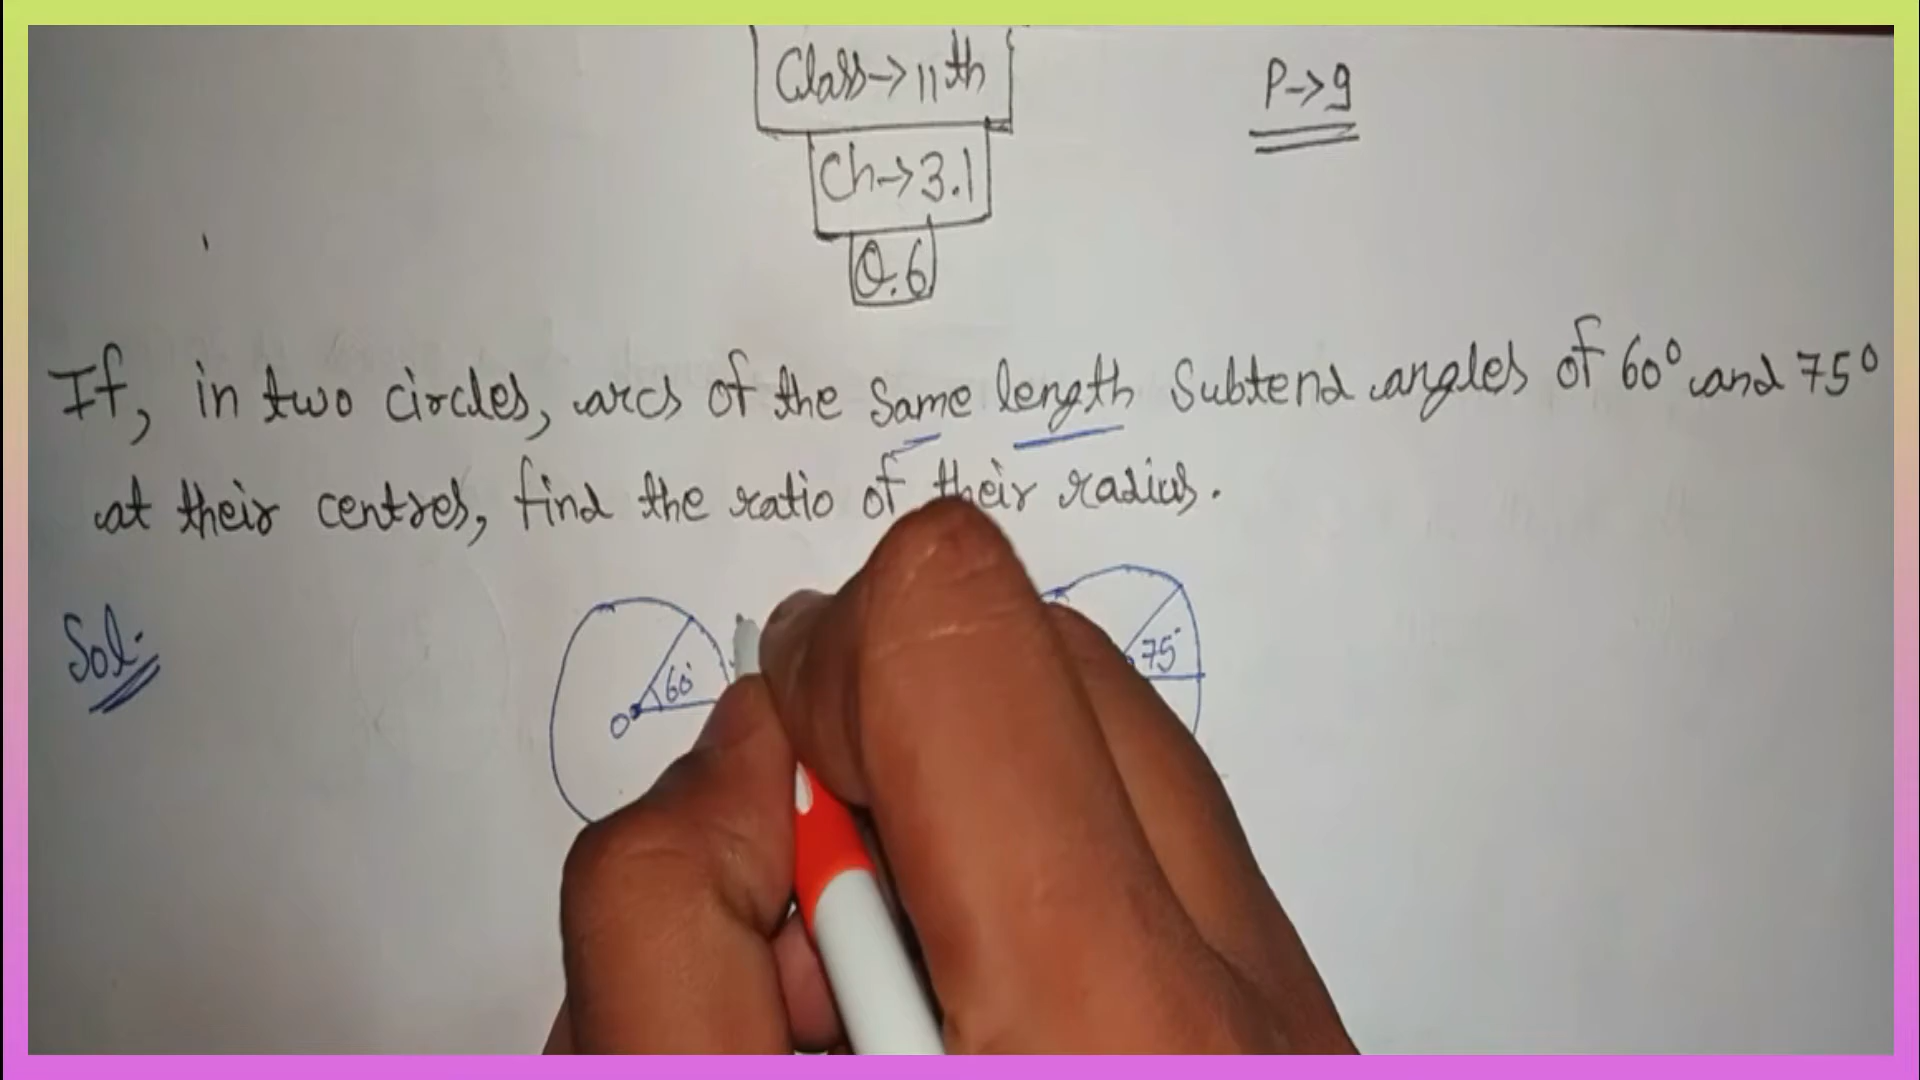 Class→11th
P→9
Ch→3.1
Q.6
If, in two circles, arcs of the same length subtend angles of 60° and 75°
at their centres, find the ratio of their radius.
Sol:
60°
75°
O